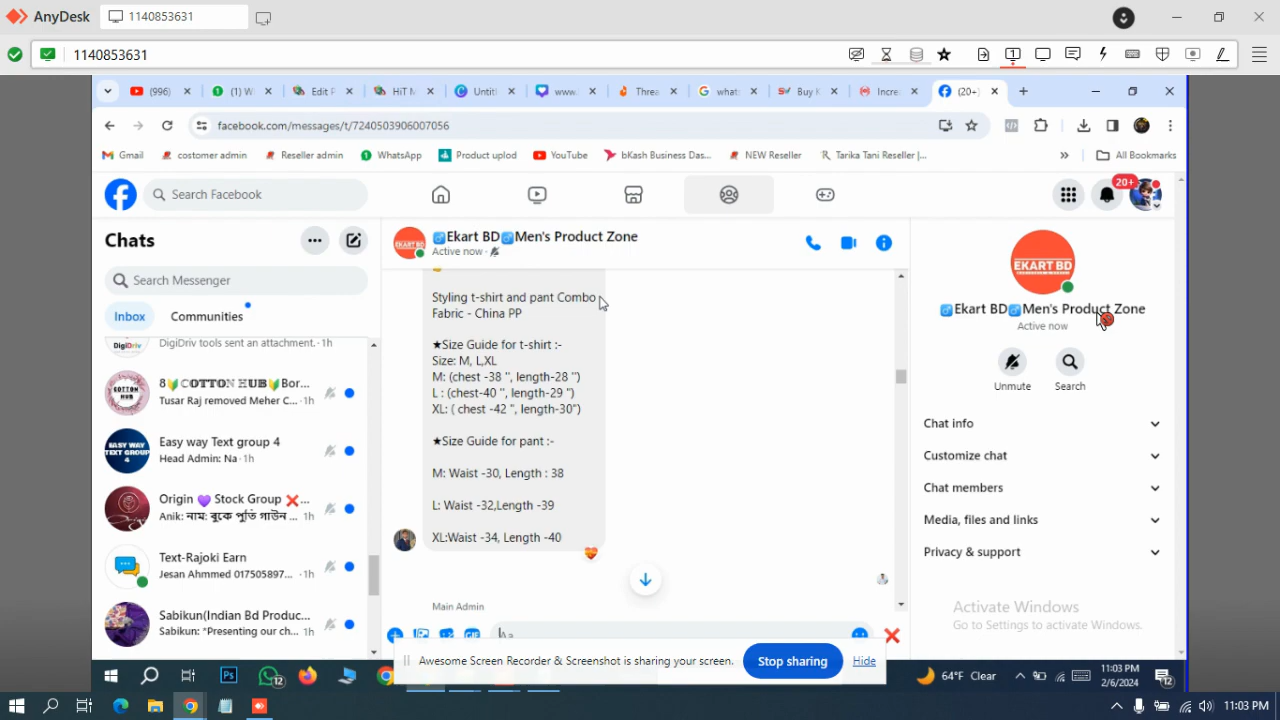 AnyDesk
1140853631
1140853631
(996)
(1) W
Edit F
HiT M
Untiti
www.
Threa
whats
Buy K
Incre
(20+)
facebook.com/messages/t/7240503906007056
Gmail
costomer admin
Reseller admin
WhatsApp
Product uplod
YouTube
bKash Business Das...
NEW Reseller
Tarika Tani Reseller |...
All Bookmarks
Search Facebook
20+
Chats
Search Messenger
Inbox
Communities
DigiDriv tools sent an attachment. · 1h
8🔰ℂ𝕆𝕋𝕋𝕆ℕ ℍ𝕌𝔹🔰Bor...
Tusar Raj removed Meher C... · 1h
Easy way Text group 4
Head Admin: Na · 1h
Origin 💜 Stock Group ❌...
Anik: নাম: বুকে পুতি গাউন ... · 1h
Text-Rajoki Earn
Jesan Ahmmed 017505897... · 1h
Sabikun(Indian Bd Produc...
Sabikun: "Presenting our ch... · 1h
♂️Ekart BD♂️Men's Product Zone
Active now ·
Styling t-shirt and pant Combo
Fabric - China PP
★Size Guide for t-shirt :-
Size: M, L,XL
M: (chest -38 ", length-28 ")
L : (chest-40 ", length-29 ")
XL: ( chest -42 ", length-30")
★Size Guide for pant :-
M: Waist -30, Length : 38
L: Waist -32,Length -39
XL:Waist -34, Length -40
Main Admin
Aa
EKART BD
♂️Ekart BD♂️Men's Product Zone
Active now
Unmute
Search
Chat info
Customize chat
Chat members
Media, files and links
Privacy & support
Activate Windows
Go to Settings to activate Windows.
Awesome Screen Recorder & Screenshot is sharing your screen.
Stop sharing
Hide
64°F Clear
11:03 PM
2/6/2024
11:03 PM